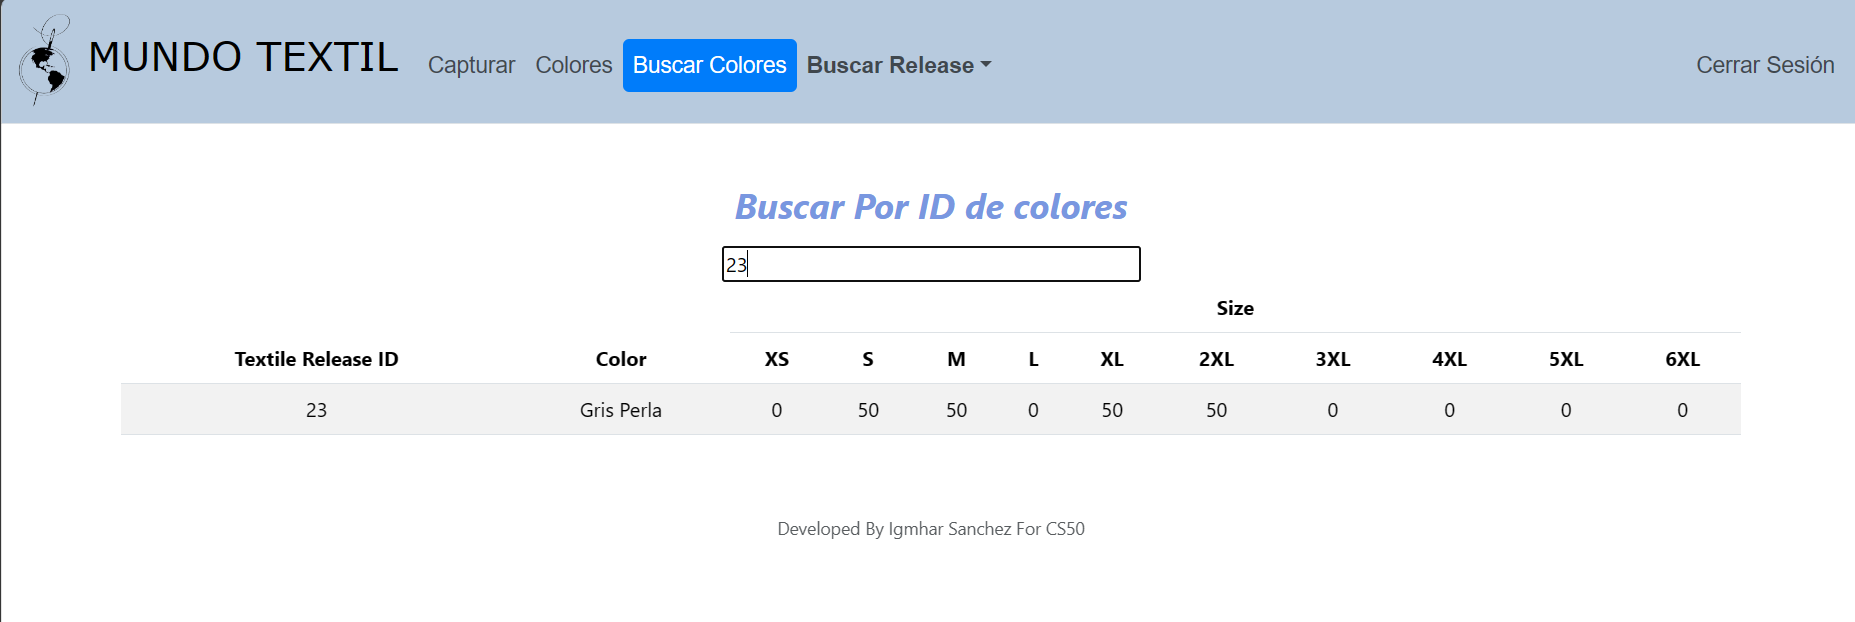 MUNDO TEXTIL Capturar Colores Buscar Colores Buscar Release Cerrar Sesión
Buscar Por ID de colores
23
Size
Textile Release ID Color XS S M L XL 2XL 3XL 4XL 5XL 6XL
23 Gris Perla 0 50 50 0 50 50 0 0 0 0
Developed By Igmhar Sanchez For CS50